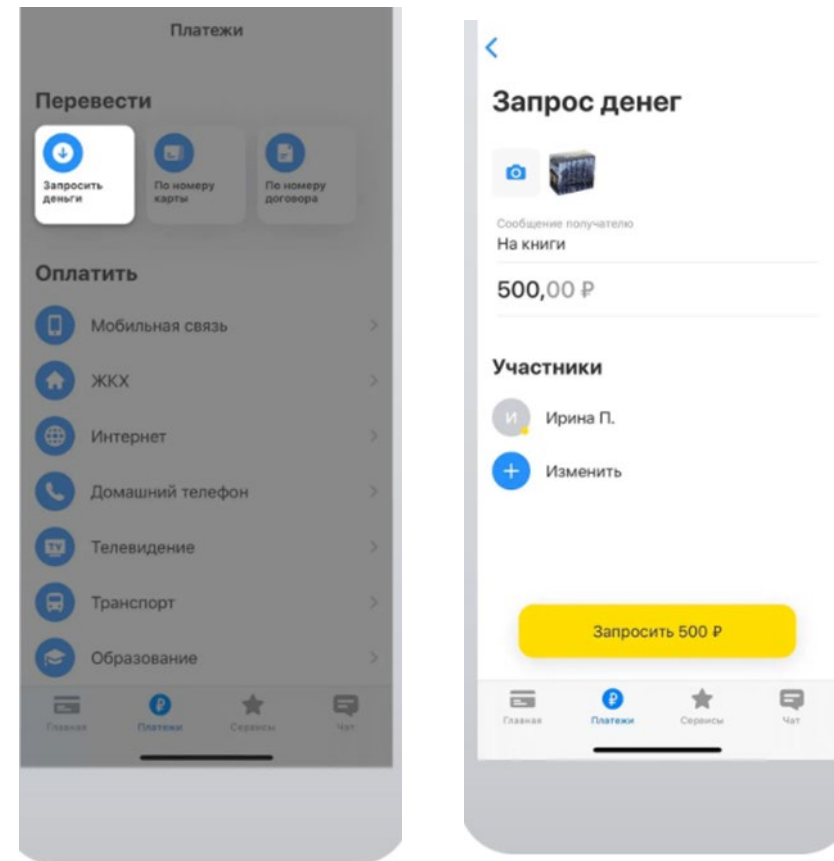 Платежи
Перевести
Запросить
деньги
По номеру
карты
По номеру
договора
Оплатить
Мобильная связь
ЖКХ
Интернет
Домашний телефон
TV
Телевидение
Транспорт
Образование
₽
Главная
Платежи
Сервисы
Чат
Запрос денег
Сообщение получателю
На книги
500,00 ₽
Участники
И
Ирина П.
Изменить
Запросить 500 ₽
₽
Главная
Платежи
Сервисы
Чат